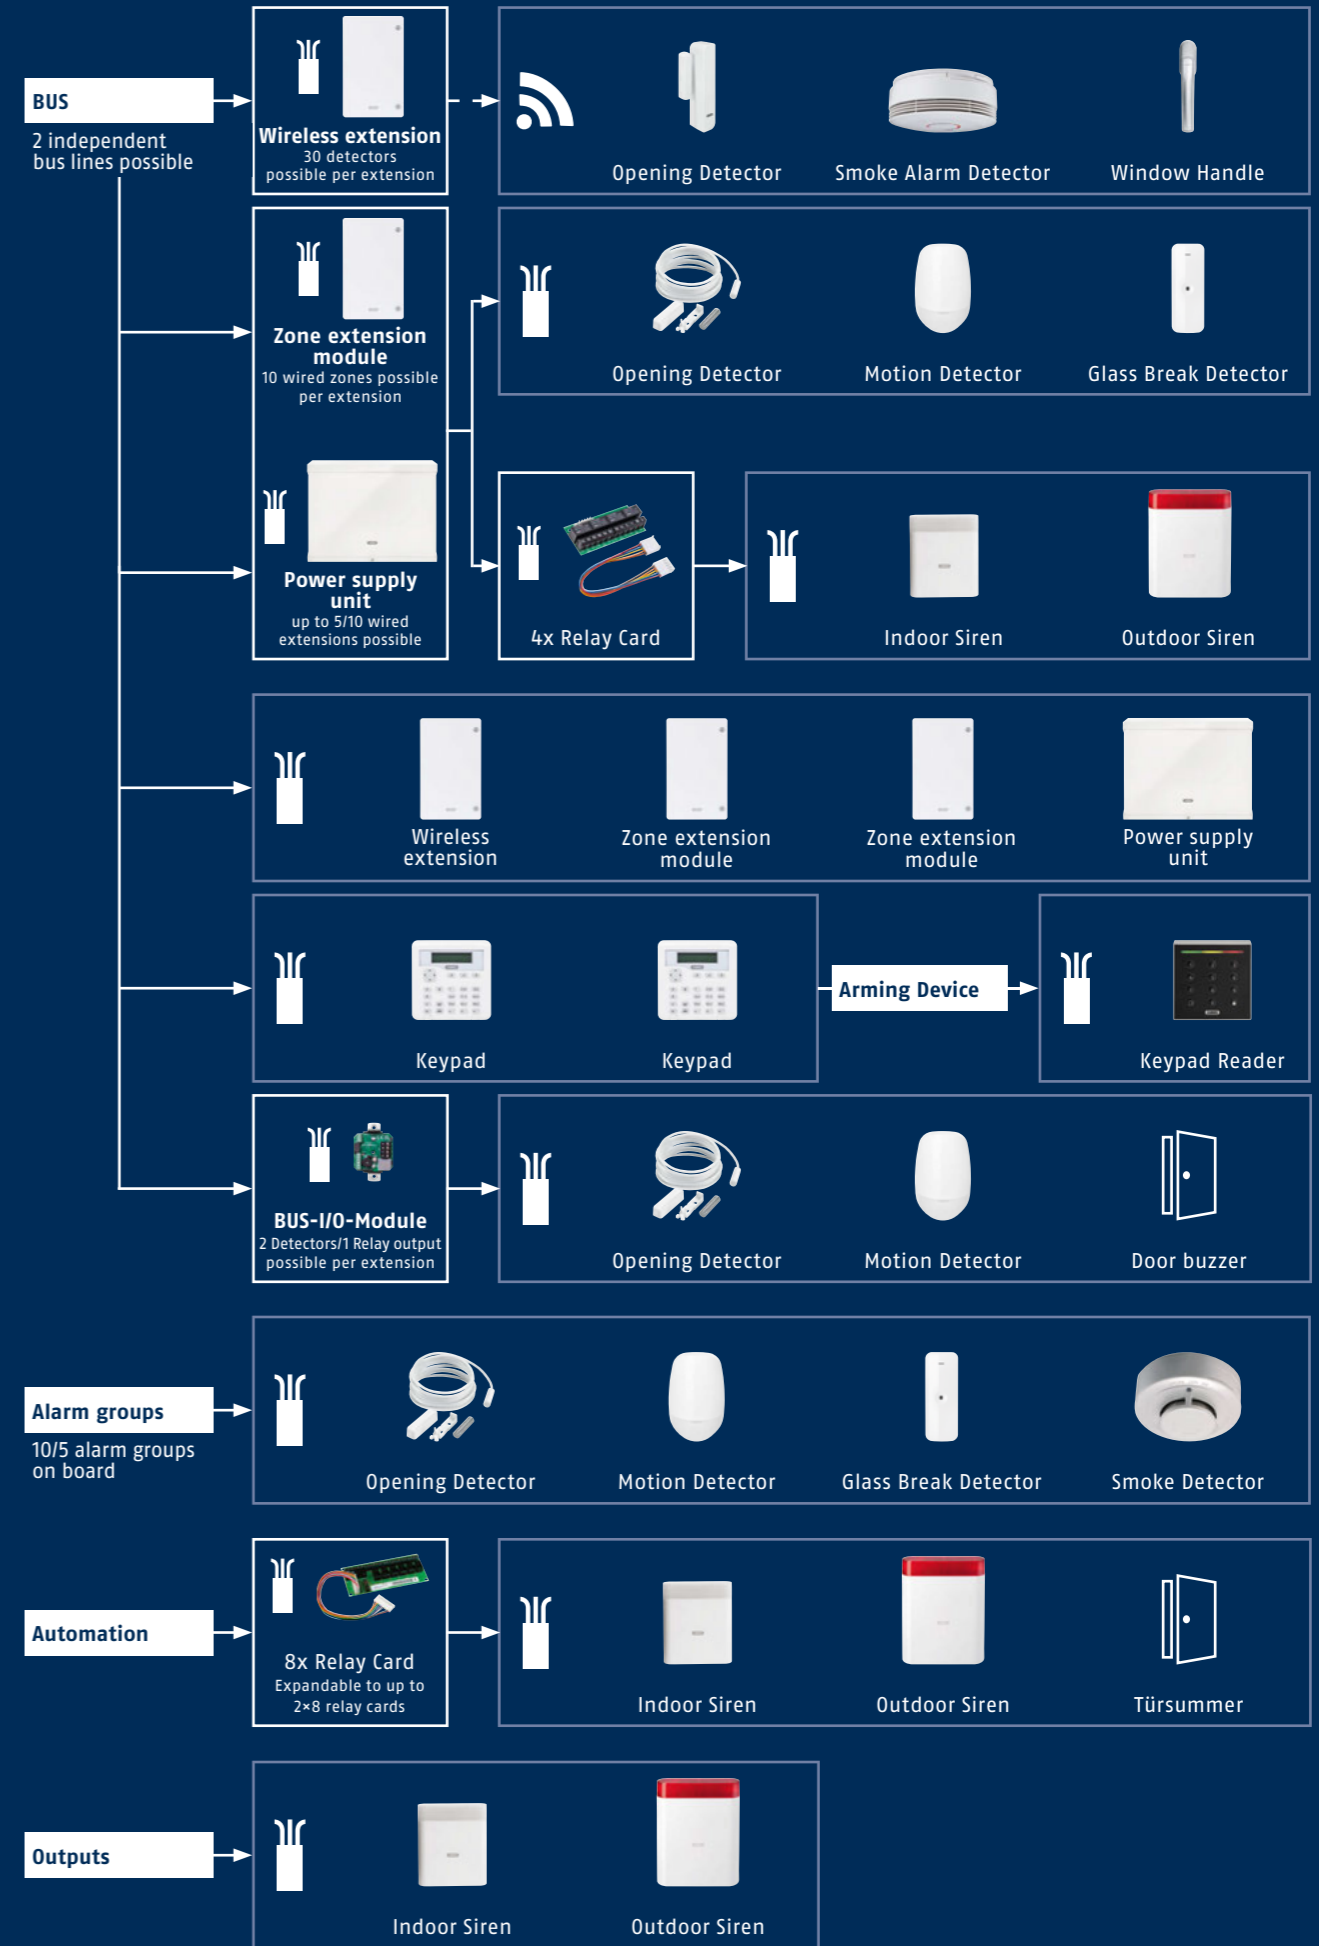 BUS
2 independent
bus lines possible
Wireless extension
30 detectors
possible per extension
Opening Detector
Smoke Alarm Detector
Window Handle
Zone extension
module
10 wired zones possible
per extension
Opening Detector
Motion Detector
Glass Break Detector
Power supply
unit
up to 5/10 wired
extensions possible
4x Relay Card
Indoor Siren
Outdoor Siren
Wireless
extension
Zone extension
module
Zone extension
module
Power supply
unit
Keypad
Keypad
Arming Device
Keypad Reader
BUS-I/O-Module
2 Detectors/1 Relay output
possible per extension
Opening Detector
Motion Detector
Door buzzer
Alarm groups
10/5 alarm groups
on board
Opening Detector
Motion Detector
Glass Break Detector
Smoke Detector
Automation
8x Relay Card
Expandable to up to
2×8 relay cards
Indoor Siren
Outdoor Siren
Türsummer
Outputs
Indoor Siren
Outdoor Siren